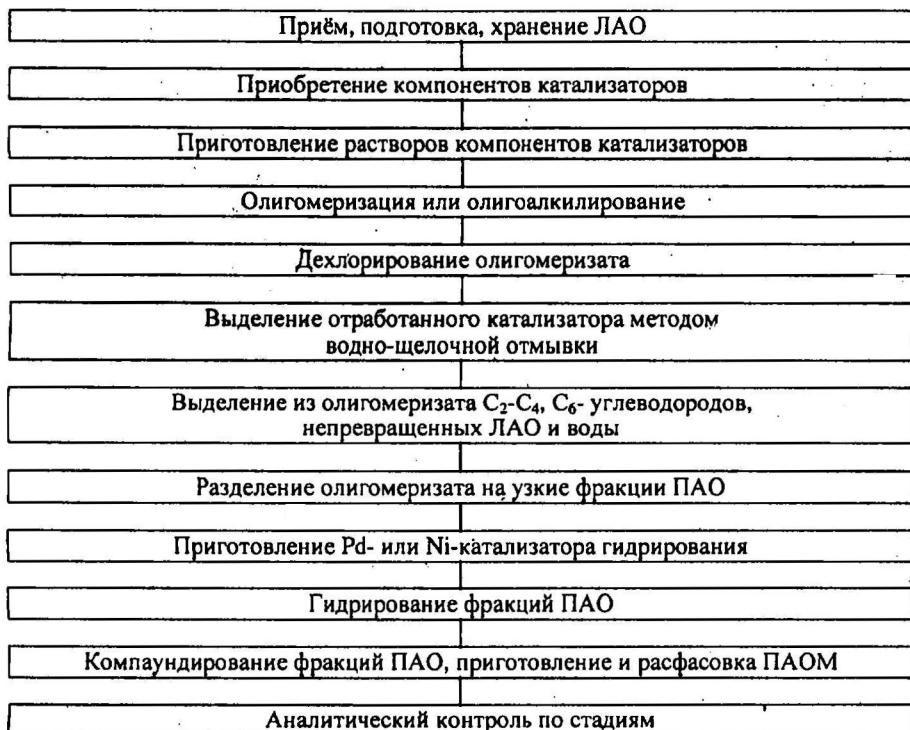 Приём, подготовка, хранение ЛАО
Приобретение компонентов катализаторов
Приготовление растворов компонентов катализаторов
Олигомеризация или олигоалкилирование
Дехлорирование олигомеризата
Выделение отработанного катализатора методом
водно-щелочной отмывки
Выделение из олигомеризата C₂-C₄, C₆- углеводородов,
непревращенных ЛАО и воды
Разделение олигомеризата на узкие фракции ПАО
Приготовление Pd- или Ni-катализатора гидрирования
Гидрирование фракций ПАО
Компаундирование фракций ПАО, приготовление и расфасовка ПАОМ
Аналитический контроль по стадиям